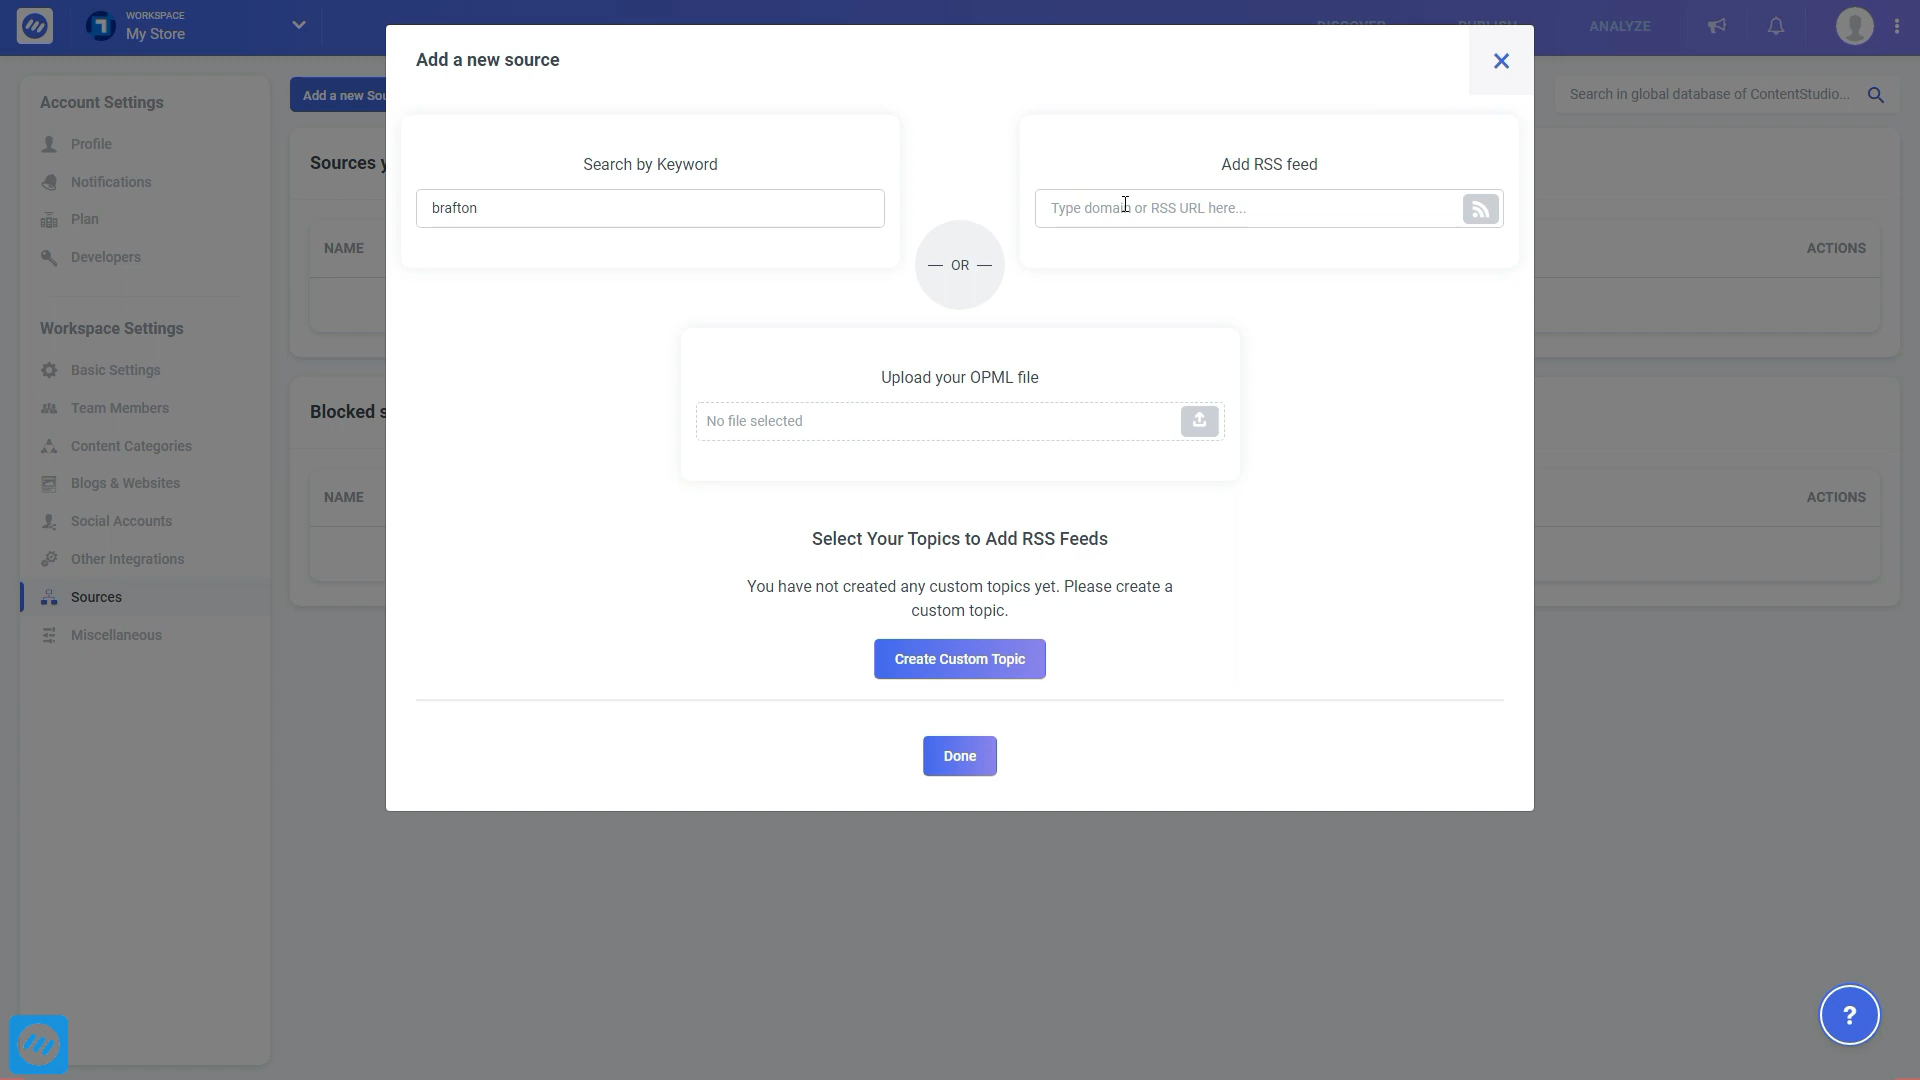 WORKSPACE
My Store
DISCOVER
PUBLISH
ANALYZE
Add a new source
Account Settings
Profile
Notifications
Plan
Developers
Workspace Settings
Basic Settings
Team Members
Content Categories
Blogs & Websites
Social Accounts
Other Integrations
Sources
Miscellaneous
Add a new Sou
Search in global database of ContentStudio...
Sources y
NAME
ACTIONS
Blocked s
NAME
ACTIONS
Search by Keyword
brafton
Add RSS feed
Type domain or RSS URL here...
— OR —
Upload your OPML file
No file selected
Select Your Topics to Add RSS Feeds
You have not created any custom topics yet. Please create a
custom topic.
Create Custom Topic
Done
?